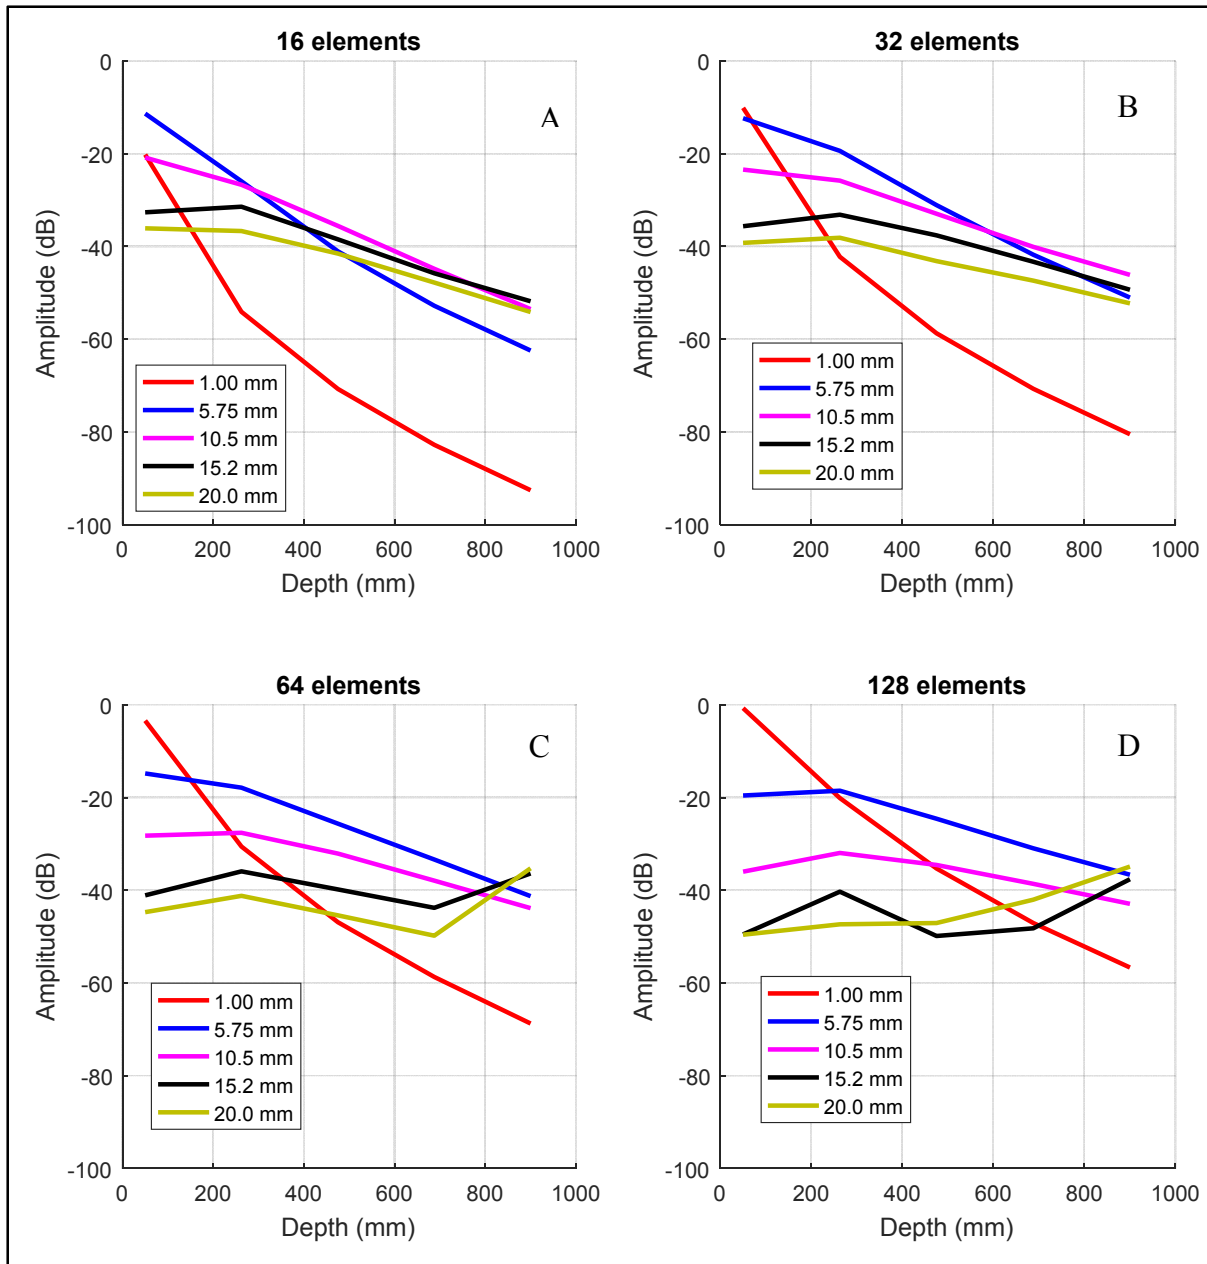 16 elements
A
Amplitude (dB)
0
-20
-40
-60
-80
-100
1.00 mm
5.75 mm
10.5 mm
15.2 mm
20.0 mm
0 200 400 600 800 1000
Depth (mm)
32 elements
B
Amplitude (dB)
0
-20
-40
-60
-80
-100
1.00 mm
5.75 mm
10.5 mm
15.2 mm
20.0 mm
0 200 400 600 800 1000
Depth (mm)
64 elements
C
Amplitude (dB)
0
-20
-40
-60
-80
-100
1.00 mm
5.75 mm
10.5 mm
15.2 mm
20.0 mm
0 200 400 600 800 1000
Depth (mm)
128 elements
D
Amplitude (dB)
0
-20
-40
-60
-80
-100
1.00 mm
5.75 mm
10.5 mm
15.2 mm
20.0 mm
0 200 400 600 800 1000
Depth (mm)